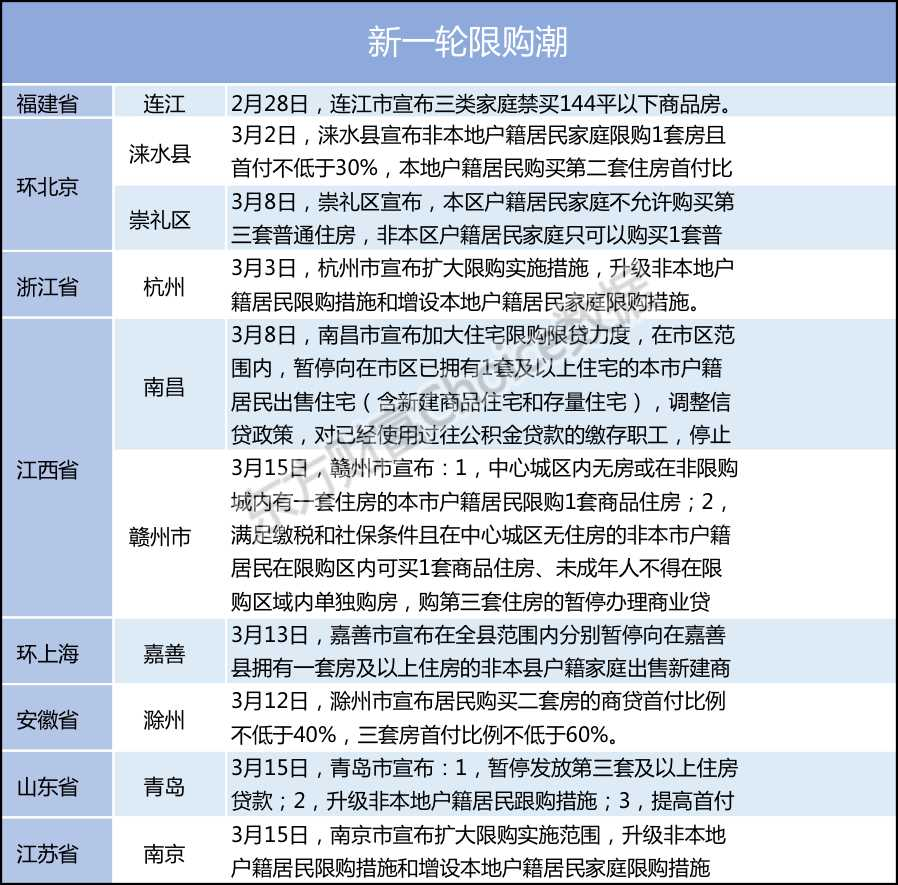 新一轮限购潮
福建省 连江 2月28日，连江市宣布三类家庭禁买144平以下商品房。
环北京
涞水县
3月2日，涞水县宣布非本地户籍居民家庭限购1套房且
首付不低于30%，本地户籍居民购买第二套住房首付比
崇礼区
3月8日，崇礼区宣布，本区户籍居民家庭不允许购买第
三套普通住房，非本区户籍居民家庭只可以购买1套普
浙江省 杭州
3月3日，杭州市宣布扩大限购实施措施，升级非本地户
籍居民限购措施和增设本地户籍居民家庭限购措施。
江西省
南昌
3月8日，南昌市宣布加大住宅限购限贷力度，在市区范
围内，暂停向在市区已拥有1套及以上住宅的本市户籍
居民出售住宅（含新建商品住宅和存量住宅），调整信
贷政策，对已经使用过往公积金贷款的缴存职工，停止
赣州市
3月15日，赣州市宣布：1，中心城区内无房或在非限购
城内有一套住房的本市户籍居民限购1套商品住房；2，
满足缴税和社保条件且在中心城区无住房的非本市户籍
居民在限购区内可买1套商品住房、未成年人不得在限
购区域内单独购房，购第三套住房的暂停办理商业贷
环上海 嘉善
3月13日，嘉善市宣布在全县范围内分别暂停向在嘉善
县拥有一套房及以上住房的非本县户籍家庭出售新建商
安徽省 滁州
3月12日，滁州市宣布居民购买二套房的商贷首付比例
不低于40%，三套房首付比例不低于60%。
山东省 青岛
3月15日，青岛市宣布：1，暂停发放第三套及以上住房
贷款；2，升级非本地户籍居民跟购措施；3，提高首付
江苏省 南京
3月15日，南京市宣布扩大限购实施范围，升级非本地
户籍居民限购措施和增设本地户籍居民家庭限购措施
东方财富Choice数据